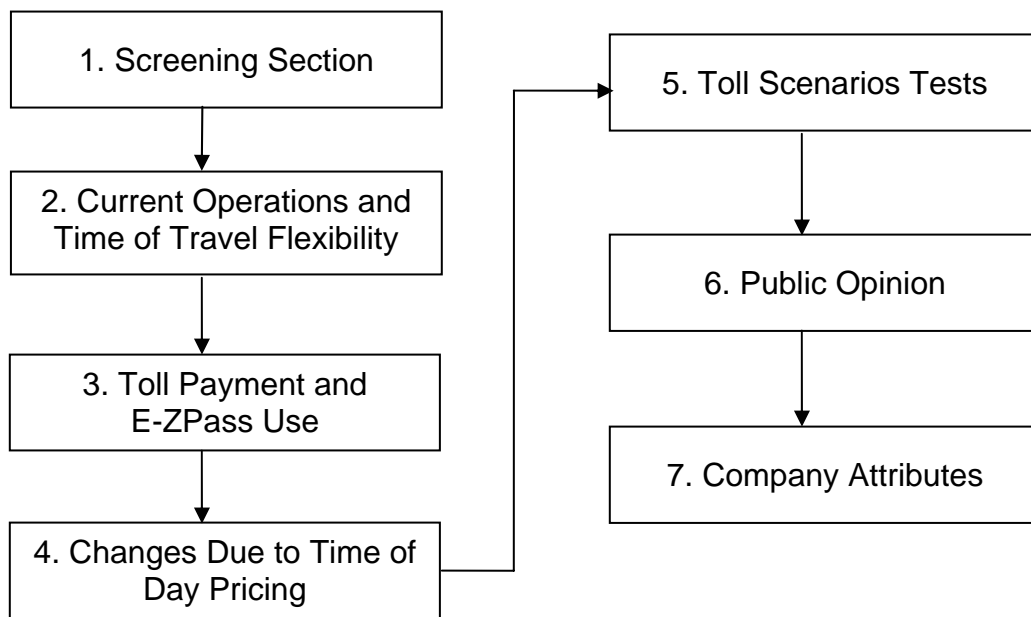 1. Screening Section
2. Current Operations and
Time of Travel Flexibility
3. Toll Payment and
E-ZPass Use
4. Changes Due to Time of
Day Pricing
5. Toll Scenarios Tests
6. Public Opinion
7. Company Attributes